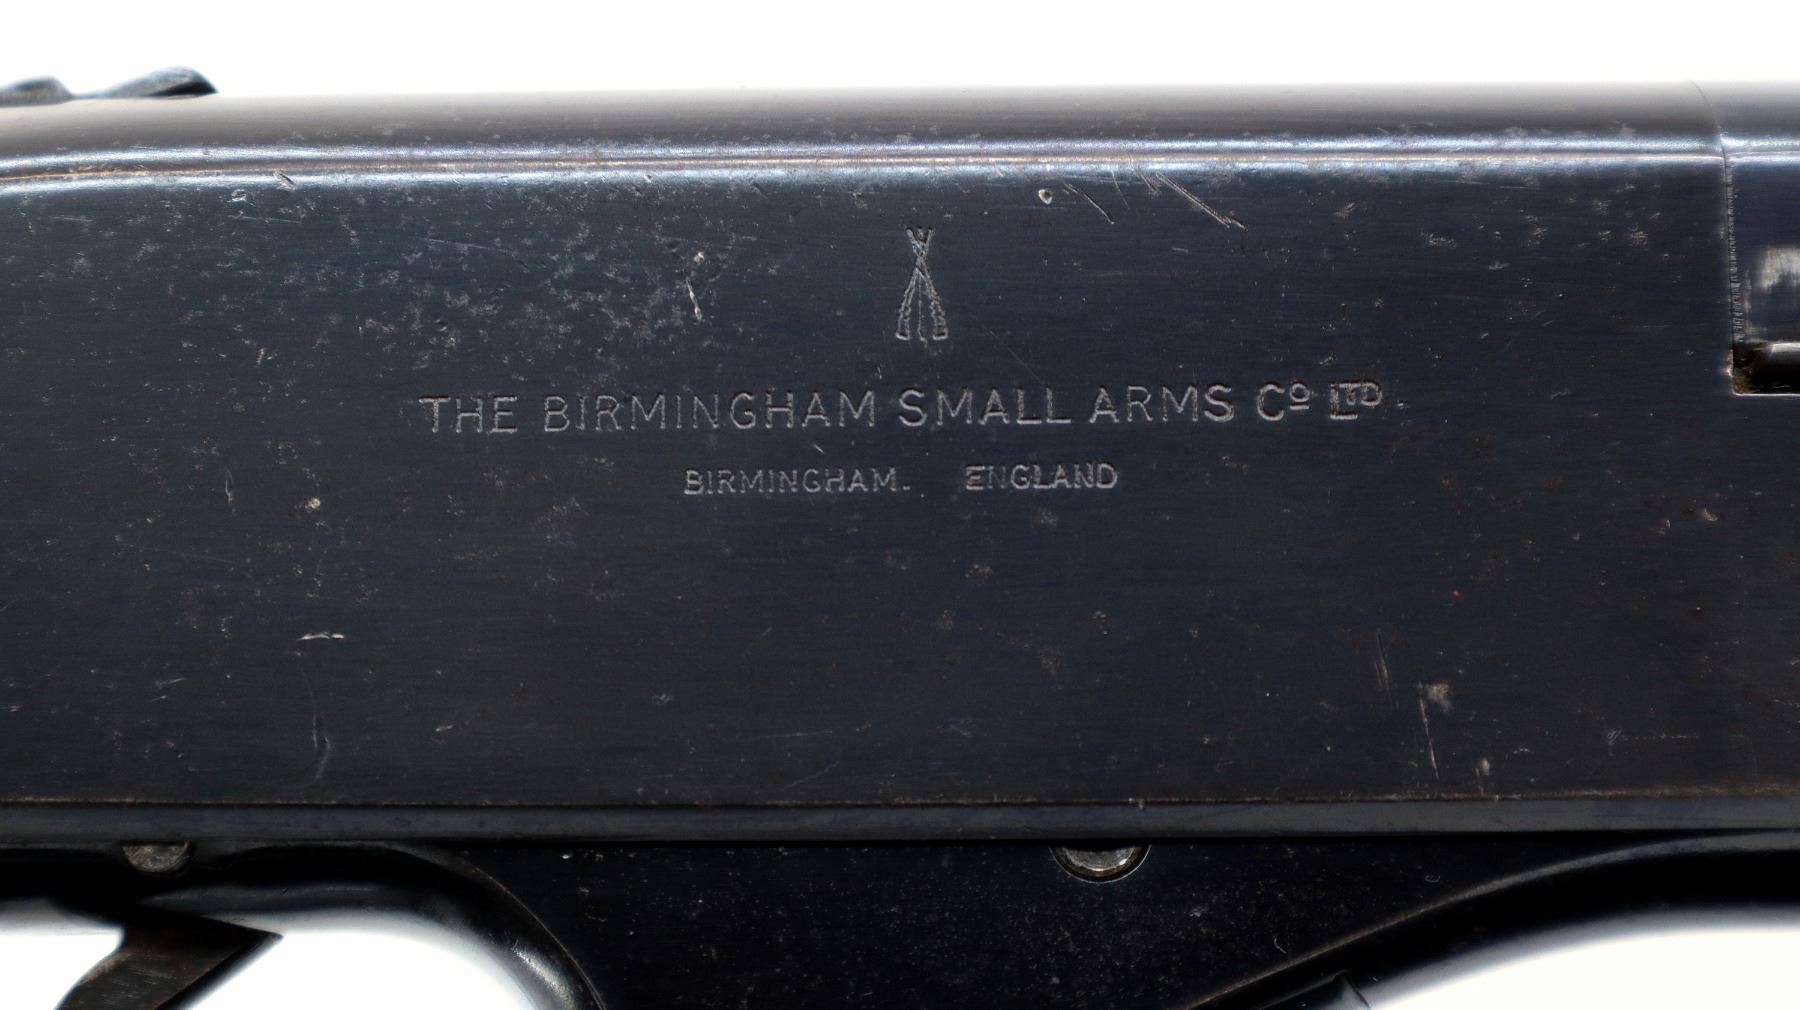 THE BIRMINGHAM SMALL ARMS Cº LTD
BIRMINGHAM. ENGLAND